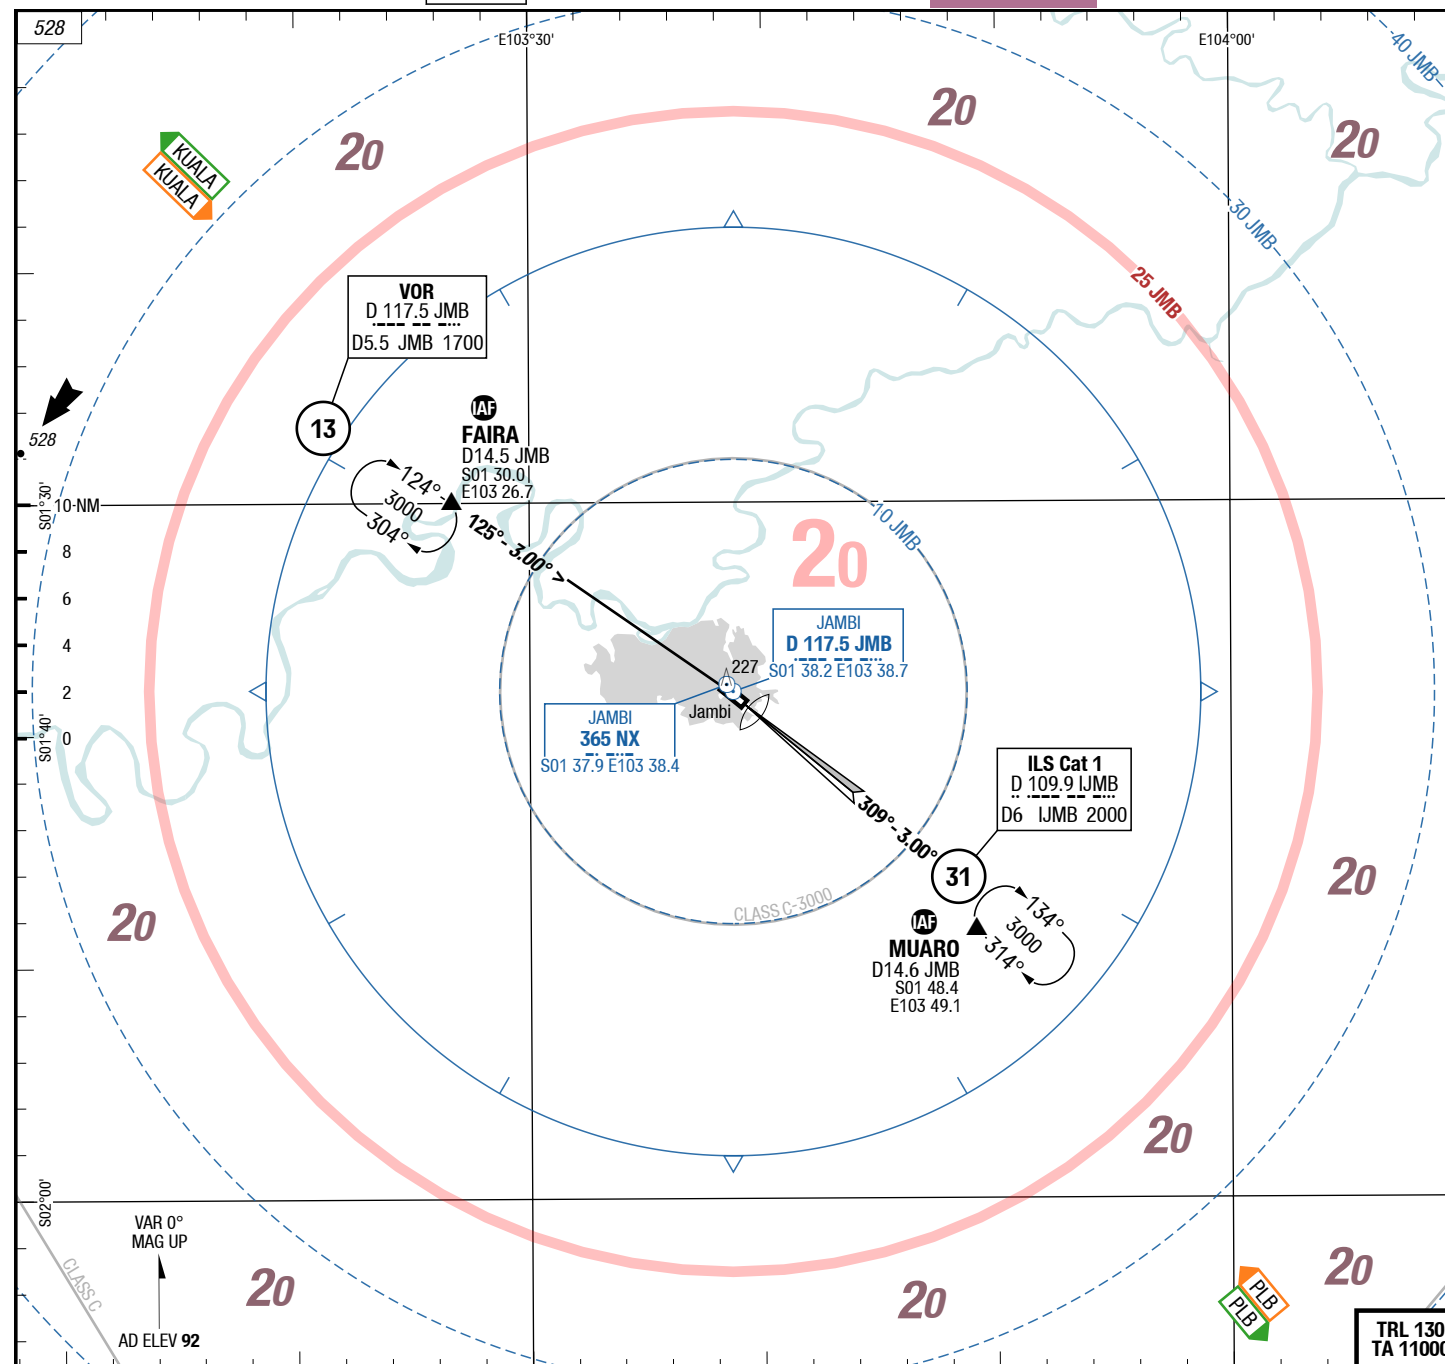 528
E103°30'
E104°00'
40 JMB
20
20
20
KUALA
KUALA
30 JMB
25 JMB
VOR
D 117.5 JMB
D5.5 JMB 1700
13
528
IAF
FAIRA
D14.5 JMB
S01 30.0
E103 26.7
124°
3000
304°
S01°30'
10-NM
8
6
4
2
0
S01°40'
125°- 3.00° >
10 JMB
20
JAMBI
D 117.5 JMB
S01 38.2 E103 38.7
227
Jambi
JAMBI
365 NX
S01 37.9 E103 38.4
ILS Cat 1
D 109.9 IJMB
D6 IJMB 2000
309°- 3.00°
31
20
20
CLASS C-3000
IAF
MUARO
D14.6 JMB
S01 48.4
E103 49.1
134°
3000
314°
20
S02°00'
VAR 0°
MAG UP
CLASS C
AD ELEV 92
20
20
20
PLB
PLB
TRL 130
TA 11000